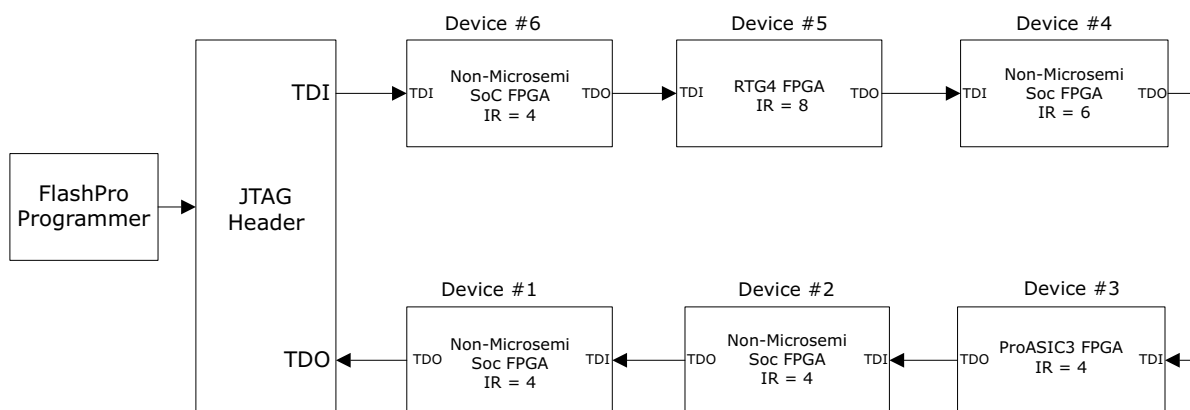 Device #6
Device #5
Device #4
TDI
TDI
Non-Microsemi
SoC FPGA
IR = 4
TDO
TDI
RTG4 FPGA
IR = 8
TDO
TDI
Non-Microsemi
Soc FPGA
IR = 6
TDO
FlashPro
Programmer
JTAG
Header
Device #1
Device #2
Device #3
TDO
TDO
Non-Microsemi
Soc FPGA
IR = 4
TDI
TDO
Non-Microsemi
Soc FPGA
IR = 4
TDI
TDO
ProASIC3 FPGA
IR = 4
TDI